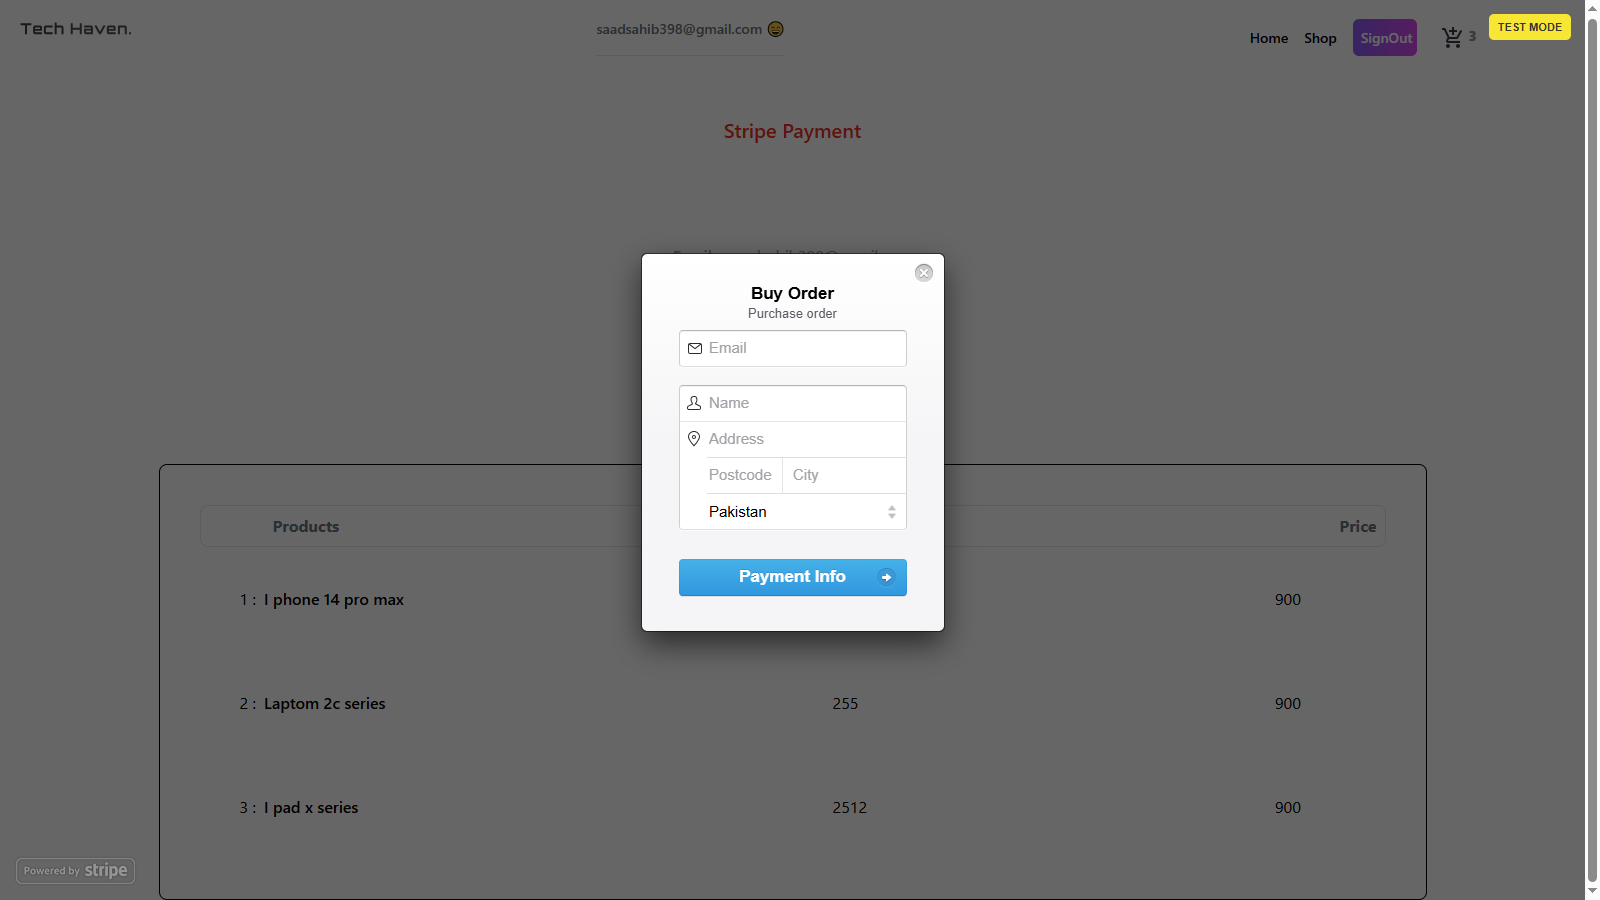 Tech Haven.
saadsahib398@gmail.com 😄
Home Shop SignOut 3
TEST MODE
Stripe Payment
Buy Order
Purchase order
Email
Name
Address
Postcode City
Pakistan
Payment Info
Products Price
1 : I phone 14 pro max 900
2 : Laptom 2c series 255 900
3 : I pad x series 2512 900
Powered by stripe